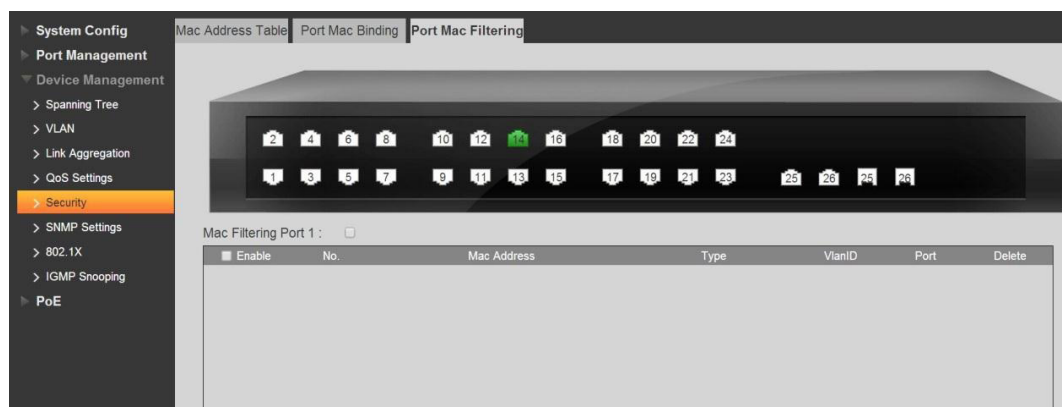 System Config
Port Management
Device Management
Spanning Tree
VLAN
Link Aggregation
QoS Settings
Security
SNMP Settings
802.1X
IGMP Snooping
PoE
Mac Address Table Port Mac Binding Port Mac Filtering
2 4 6 8 10 12 14 16 18 20 22 24
1 3 5 7 9 11 13 15 17 19 21 23 25 26 25 26
Mac Filtering Port 1 :
Enable No. Mac Address Type VlanID Port Delete